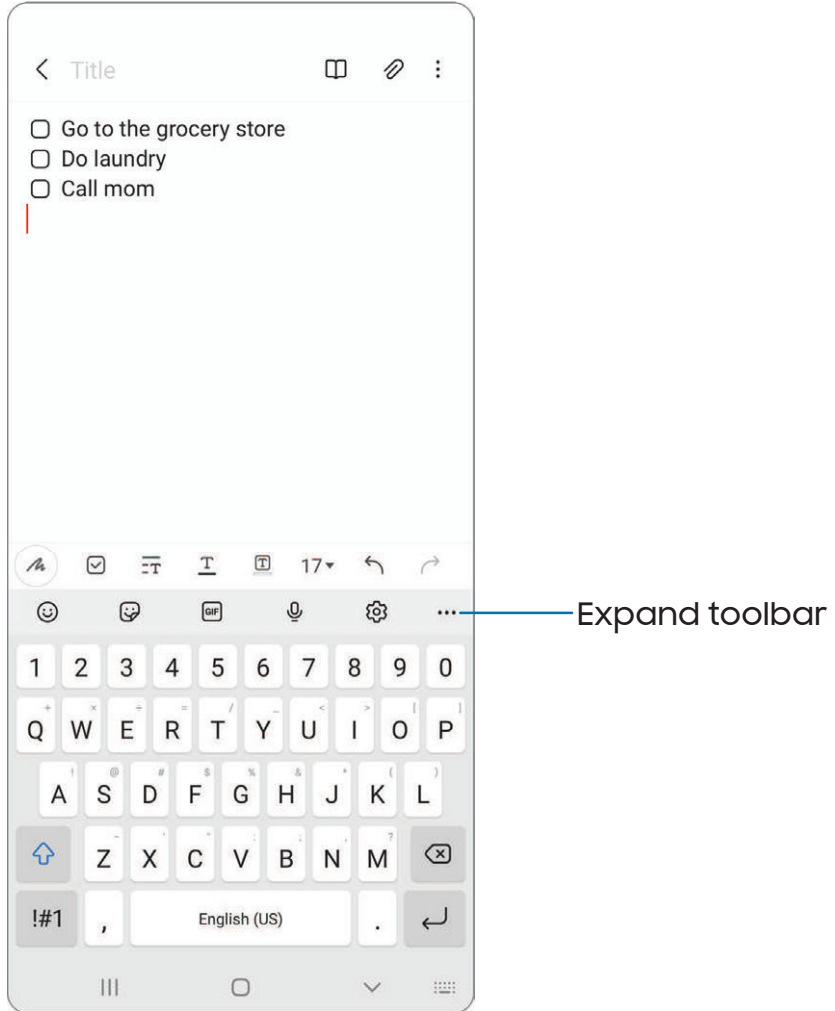 Title
Go to the grocery store
Do laundry
Call mom
T T T 17
GIF
Expand toolbar
1 2 3 4 5 6 7 8 9 0
Q W E R T Y U I O P
A S D F G H J K L
Z X C V B N M
!#1 , English (US) .